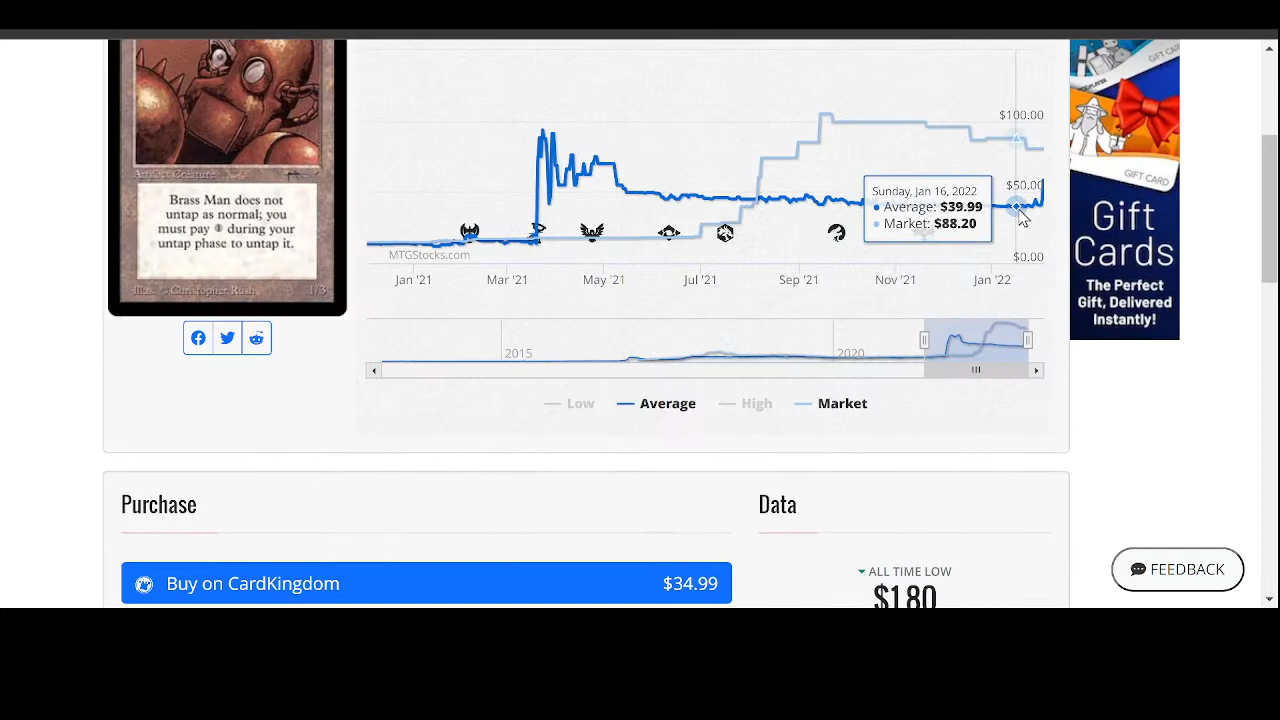 Artifact Creature
Brass Man does not
untap as normal; you
must pay 1 during your
untap phase to untap it.
Illus. © Christopher Rush
1/3
$100.00
$50.00
$0.00
Sunday, Jan 16, 2022
Average: $39.99
Market: $88.20
MTGStocks.com
Jan '21
Mar '21
May '21
Jul '21
Sep '21
Nov '21
Jan '22
2015
2020
Low
Average
High
Market
GIFT CARD
GIFT CARD
Gift
Cards
The Perfect
Gift, Delivered
Instantly!
Purchase
Buy on CardKingdom
$34.99
Data
ALL TIME LOW
$1.80
FEEDBACK